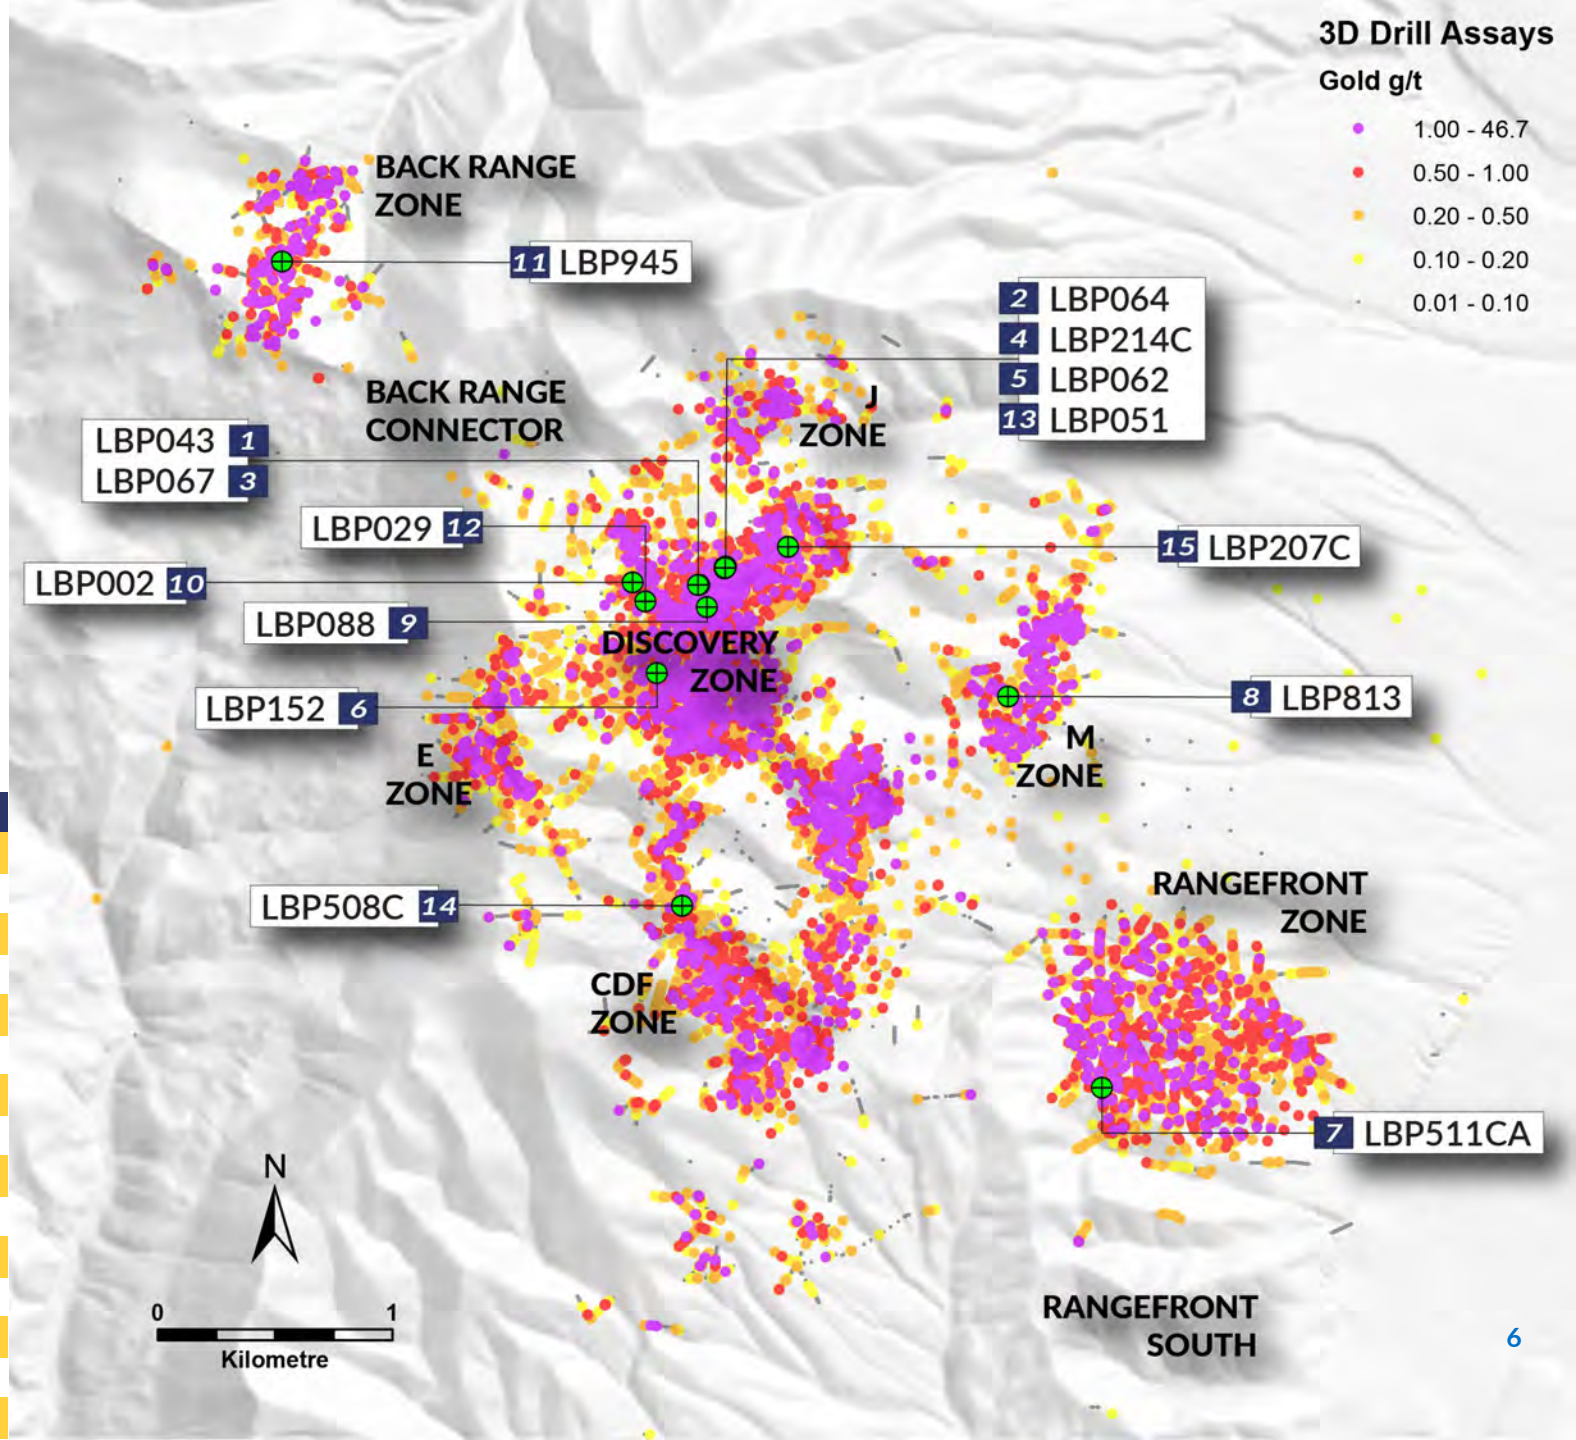 3D Drill Assays
Gold g/t
1.00 - 46.7
0.50 - 1.00
0.20 - 0.50
0.10 - 0.20
0.01 - 0.10
BACK RANGE
ZONE
11 LBP945
2 LBP064
4 LBP214C
5 LBP062
13 LBP051
BACK RANGE
CONNECTOR
J
ZONE
LBP043 1
LBP067 3
LBP029 12
15 LBP207C
LBP002 10
LBP088 9
DISCOVERY
ZONE
LBP152 6
8 LBP813
E
ZONE
M
ZONE
RANGEFRONT
ZONE
LBP508C 14
CDF
ZONE
7 LBP511CA
N
0 1
Kilometre
RANGEFRONT
SOUTH
6